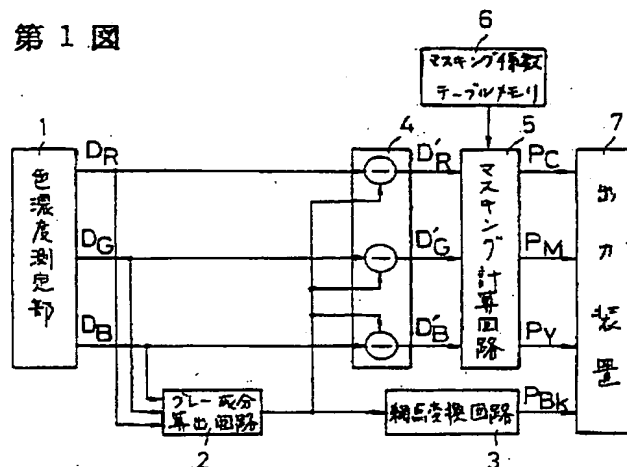 第1図
6
マスキング係数
テーブルメモリ
1
4
5
7
DR
D'R
PC
色濃度測定部
マスキング計算回路
出力装置
DG
D'G
PM
DB
D'B
PY
グレー成分
算出回路
2
網点変換回路
3
PBk